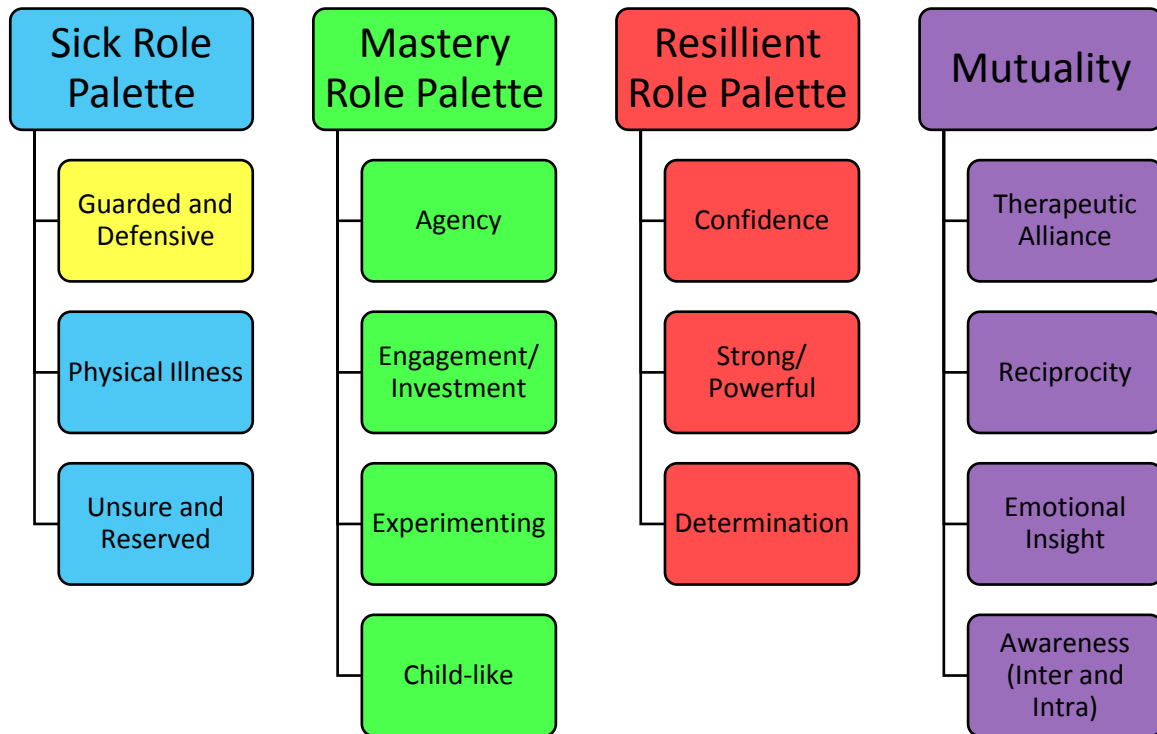 Sick Role
Palette
Guarded and
Defensive
Physical Illness
Unsure and
Reserved
Mastery
Role Palette
Agency
Engagement/
Investment
Experimenting
Child-like
Resillient
Role Palette
Confidence
Strong/
Powerful
Determination
Mutuality
Therapeutic
Alliance
Reciprocity
Emotional
Insight
Awareness
(Inter and
Intra)